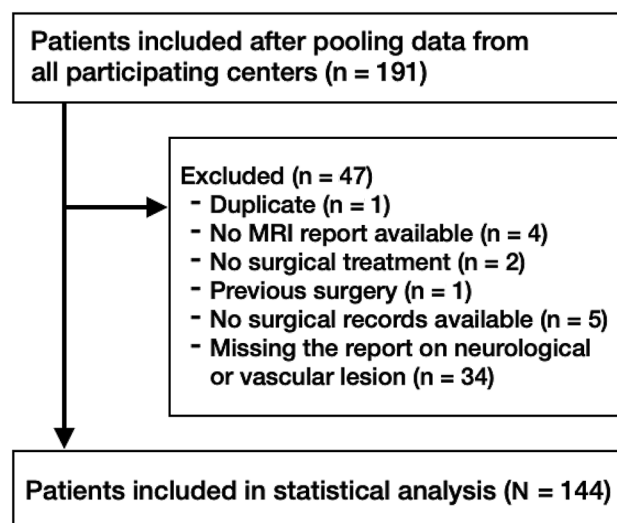 Patients included after pooling data from
all participating centers (n = 191)
Excluded (n = 47)
- Duplicate (n = 1)
- No MRI report available (n = 4)
- No surgical treatment (n = 2)
- Previous surgery (n = 1)
- No surgical records available (n = 5)
- Missing the report on neurological
or vascular lesion (n = 34)
Patients included in statistical analysis (N = 144)